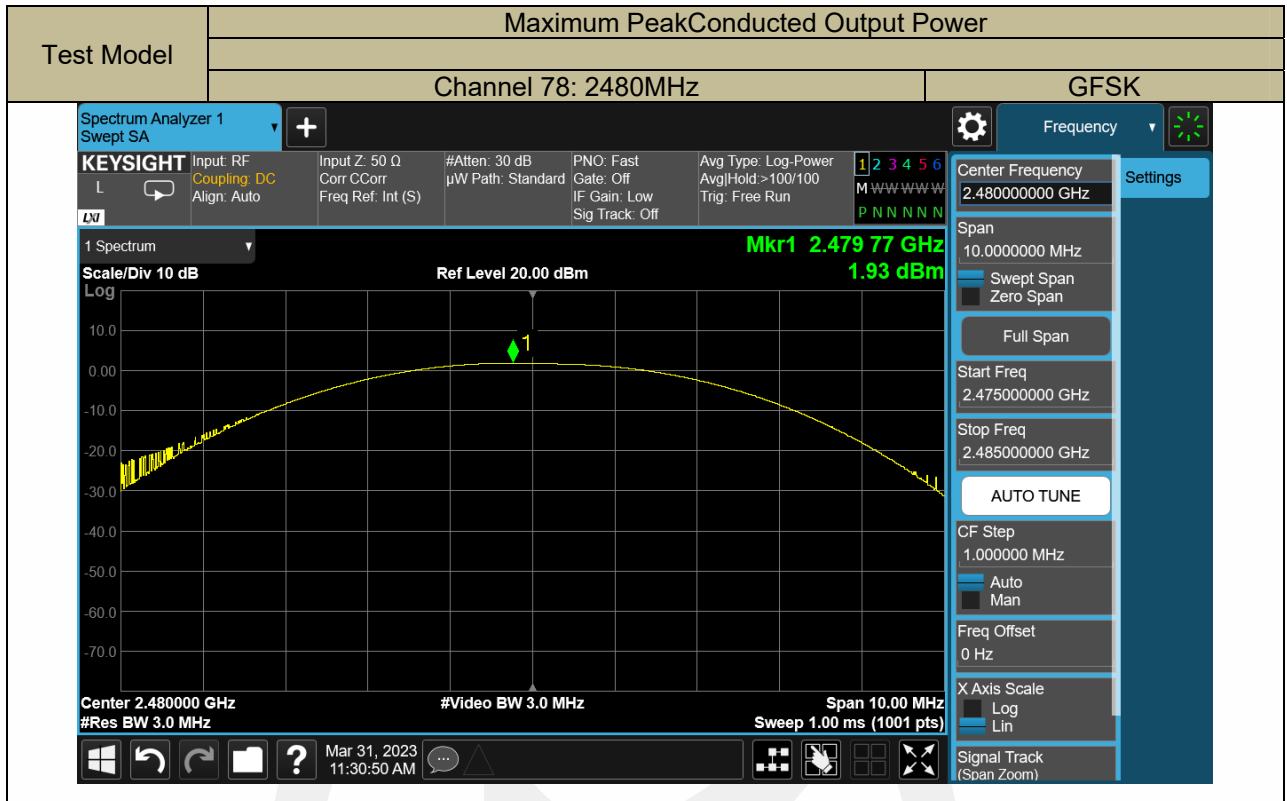 Test Model
Maximum PeakConducted Output Power
Channel 78: 2480MHz
GFSK
Spectrum Analyzer 1
Swept SA
+
Frequency
KEYSIGHT
L
LXI
Input: RF
Coupling: DC
Align: Auto
Input Z: 50 Ω
Corr CCorr
Freq Ref: Int (S)
#Atten: 30 dB
µW Path: Standard
PNO: Fast
Gate: Off
IF Gain: Low
Sig Track: Off
Avg Type: Log-Power
Avg|Hold:>100/100
Trig: Free Run
1 2 3 4 5 6
M W W W W W
P N N N N N
1 Spectrum
Mkr1 2.479 77 GHz
Scale/Div 10 dB
Ref Level 20.00 dBm
1.93 dBm
Log
10.0
0.00
-10.0
-20.0
-30.0
-40.0
-50.0
-60.0
-70.0
1
Center 2.480000 GHz
#Video BW 3.0 MHz
Span 10.00 MHz
#Res BW 3.0 MHz
Sweep 1.00 ms (1001 pts)
Center Frequency
2.480000000 GHz
Settings
Span
10.0000000 MHz
Swept Span
Zero Span
Full Span
Start Freq
2.475000000 GHz
Stop Freq
2.485000000 GHz
AUTO TUNE
CF Step
1.000000 MHz
Auto
Man
Freq Offset
0 Hz
X Axis Scale
Log
Lin
Signal Track
(Span Zoom)
?
Mar 31, 2023
11:30:50 AM